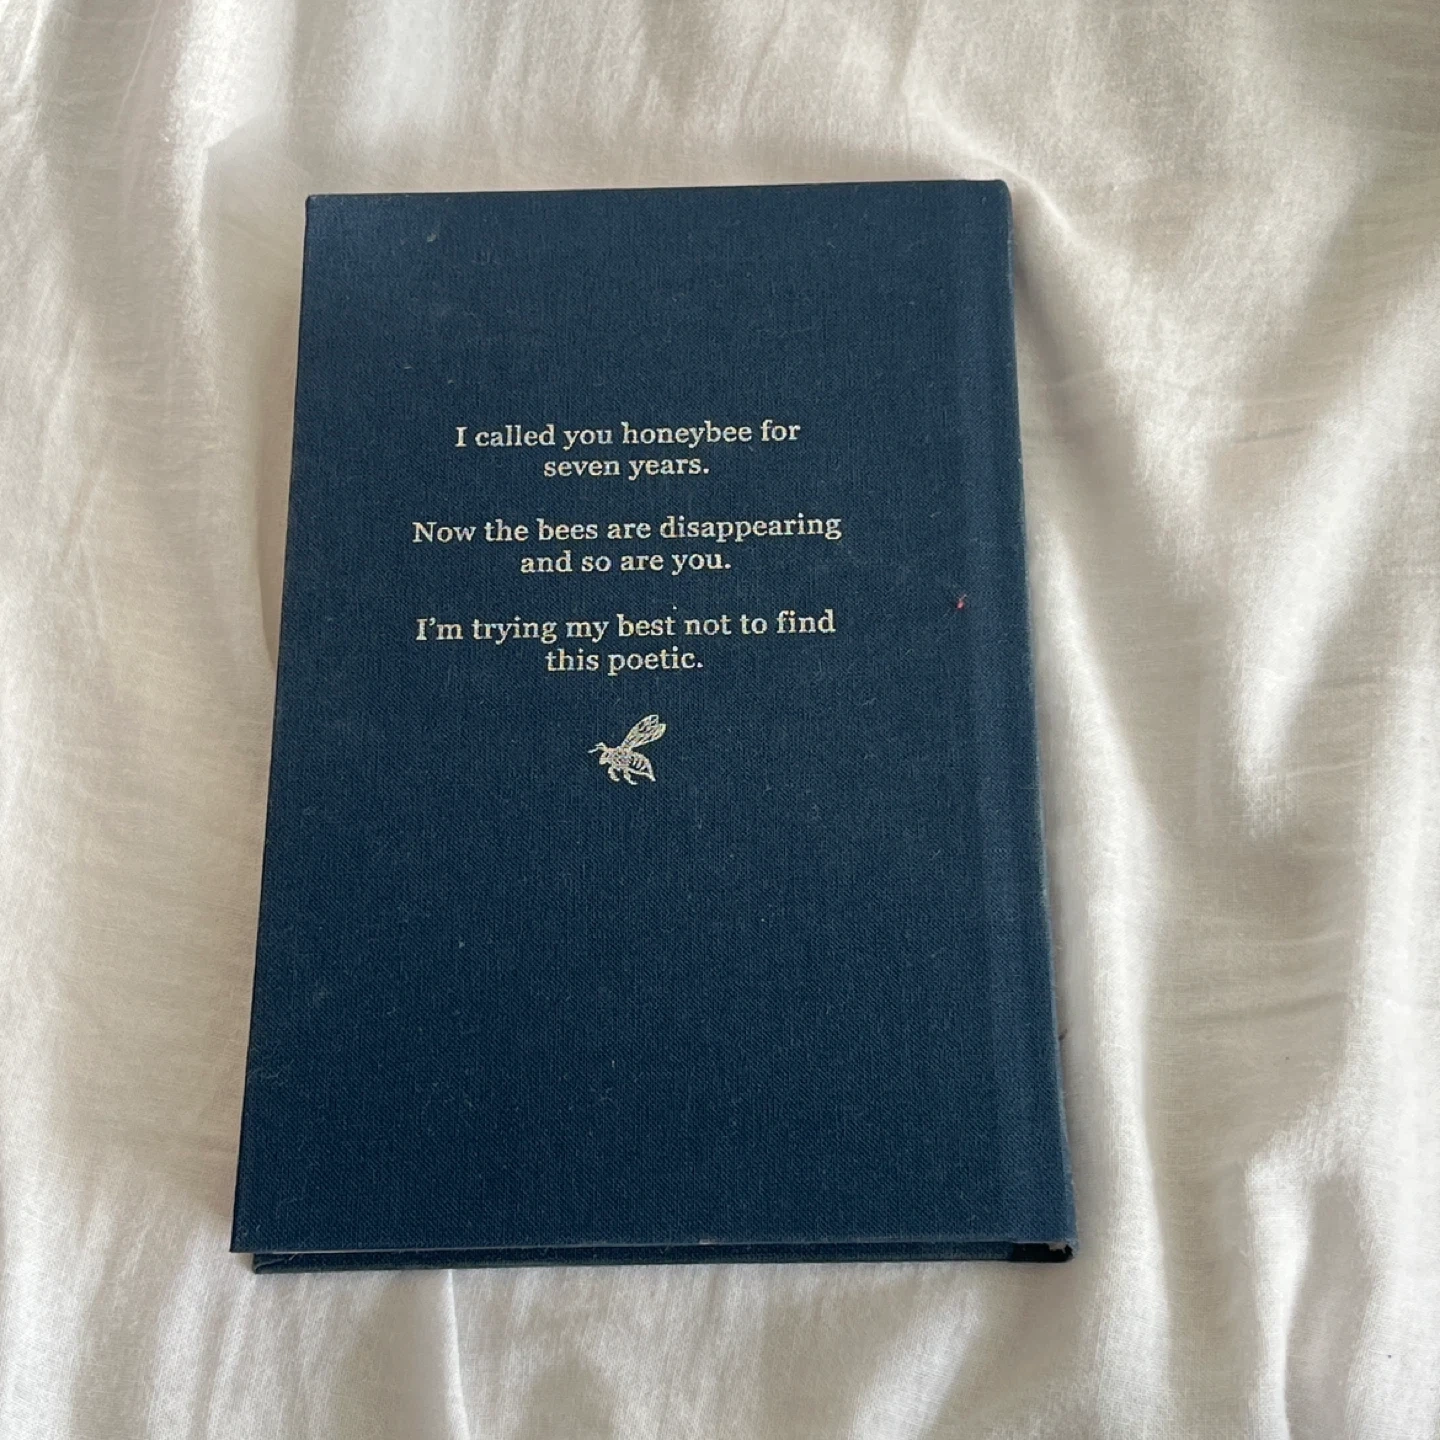 I called you honeybee for
seven years.
Now the bees are disappearing
and so are you.
I’m trying my best not to find
this poetic.